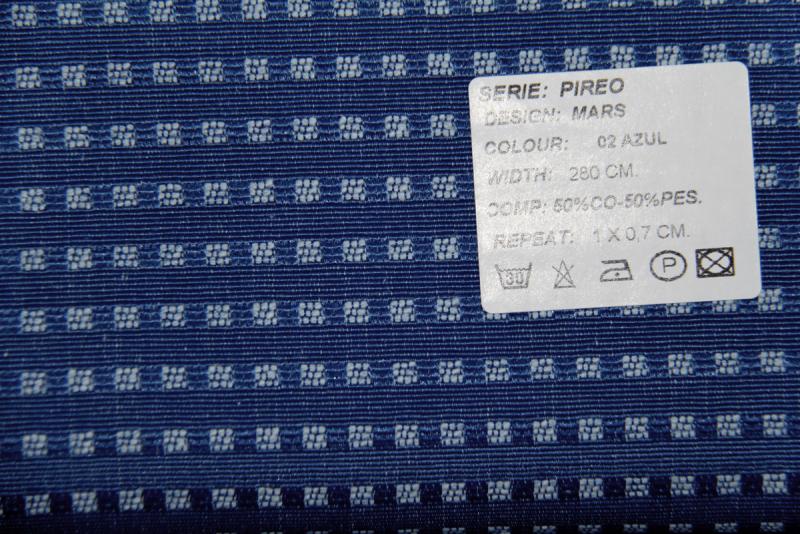 SERIE: PIREO
DESIGN: MARS
COLOUR: 02 AZUL
WIDTH: 280 CM.
COMP: 50%CO-50%PES.
REPEAT: 1 X 0,7 CM.
30 P